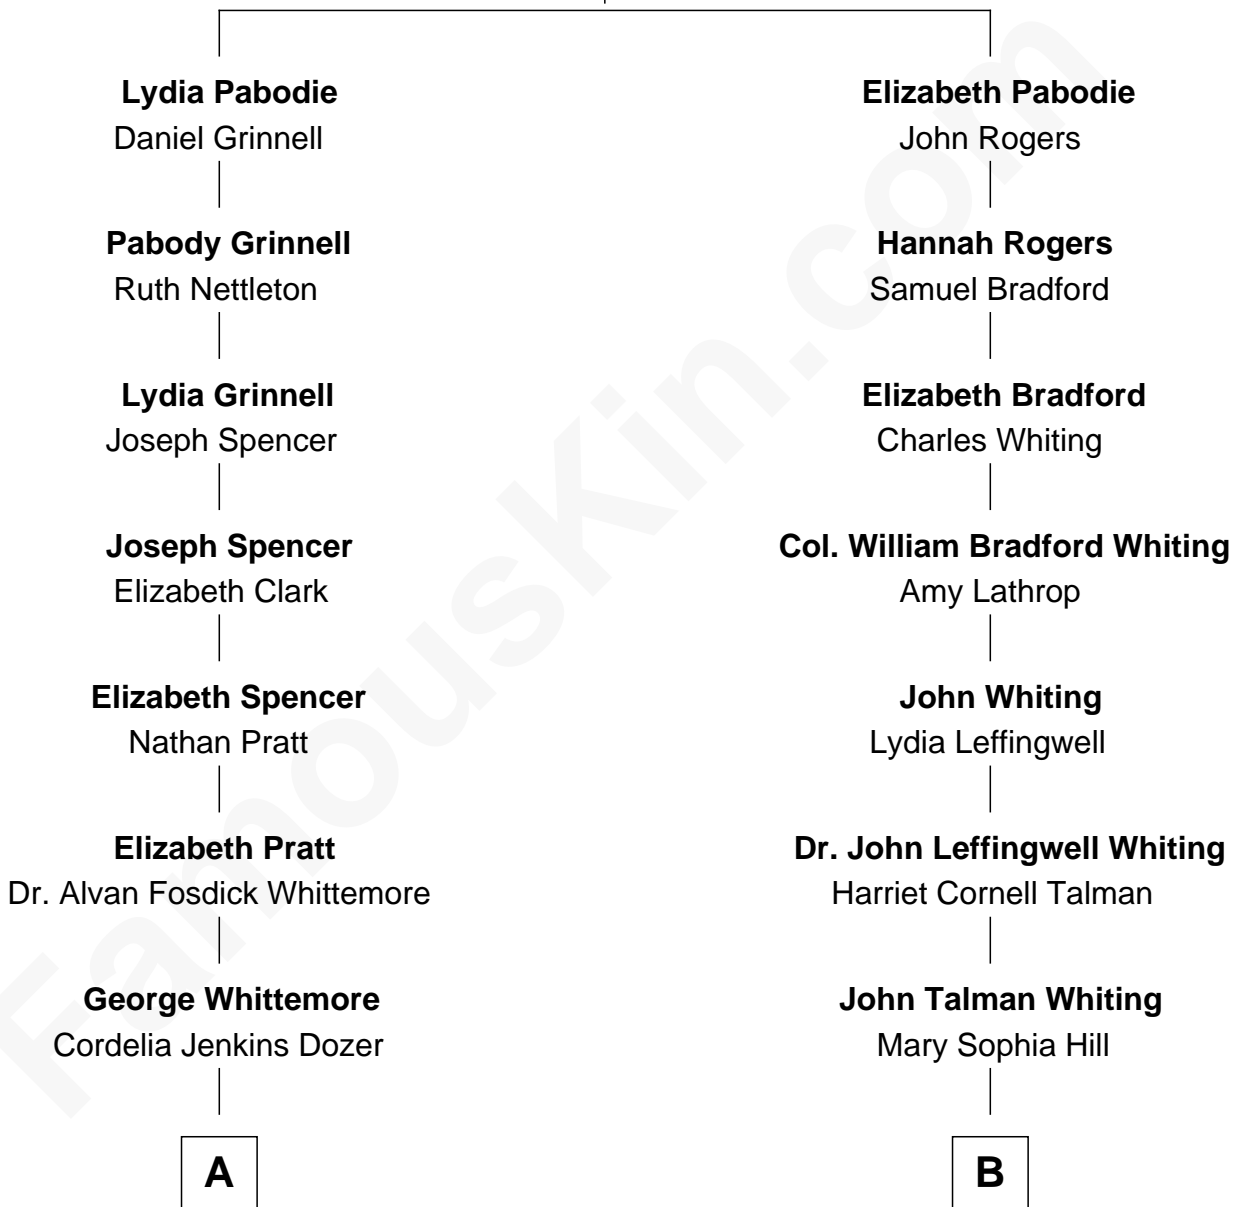 Lydia Pabodie
Daniel Grinnell
Pabody Grinnell
Ruth Nettleton
Lydia Grinnell
Joseph Spencer
Joseph Spencer
Elizabeth Clark
Elizabeth Spencer
Nathan Pratt
Elizabeth Pratt
Dr. Alvan Fosdick Whittemore
George Whittemore
Cordelia Jenkins Dozer
A
Elizabeth Pabodie
John Rogers
Hannah Rogers
Samuel Bradford
Elizabeth Bradford
Charles Whiting
Col. William Bradford Whiting
Amy Lathrop
John Whiting
Lydia Leffingwell
Dr. John Leffingwell Whiting
Harriet Cornell Talman
John Talman Whiting
Mary Sophia Hill
B
FamousKin.com